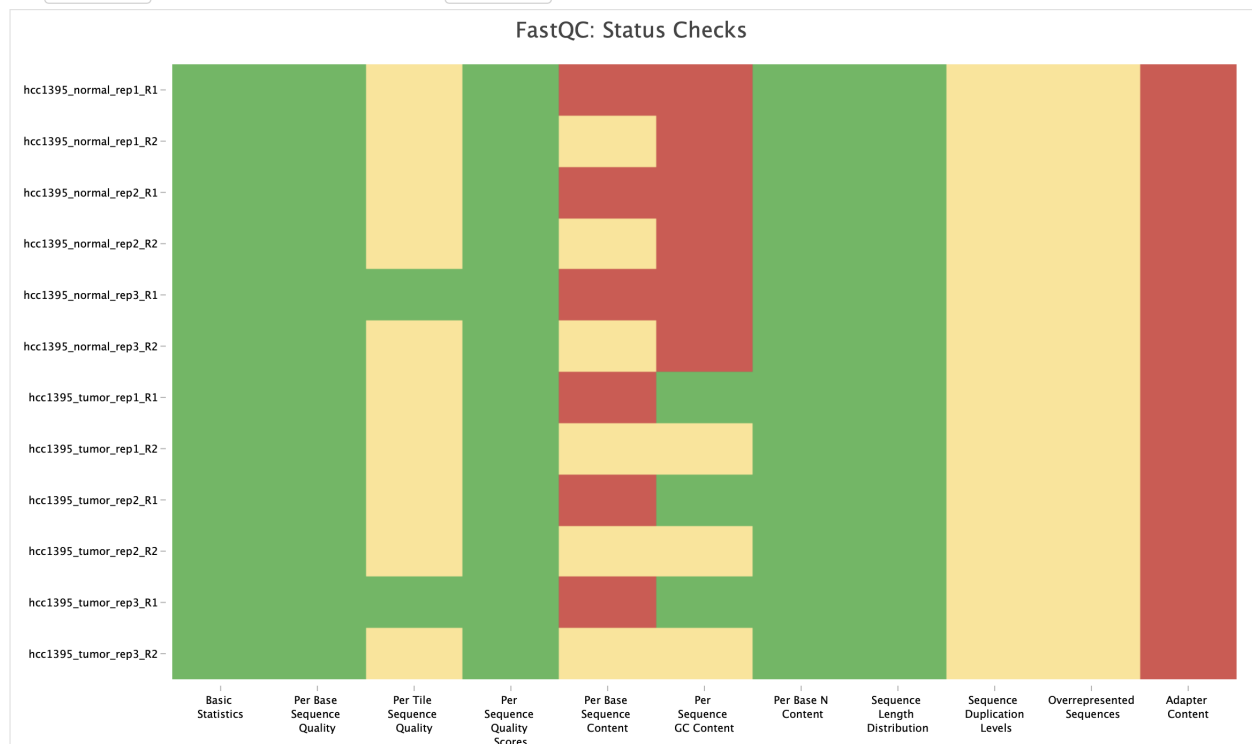 FastQC: Status Checks
hcc1395_normal_rep1_R1
hcc1395_normal_rep1_R2
hcc1395_normal_rep2_R1
hcc1395_normal_rep2_R2
hcc1395_normal_rep3_R1
hcc1395_normal_rep3_R2
hcc1395_tumor_rep1_R1
hcc1395_tumor_rep1_R2
hcc1395_tumor_rep2_R1
hcc1395_tumor_rep2_R2
hcc1395_tumor_rep3_R1
hcc1395_tumor_rep3_R2
Basic
Statistics
Per Base
Sequence
Quality
Per Tile
Sequence
Quality
Per
Sequence
Quality
Scores
Per Base
Sequence
Content
Per
Sequence
GC Content
Per Base N
Content
Sequence
Length
Distribution
Sequence
Duplication
Levels
Overrepresented
Sequences
Adapter
Content